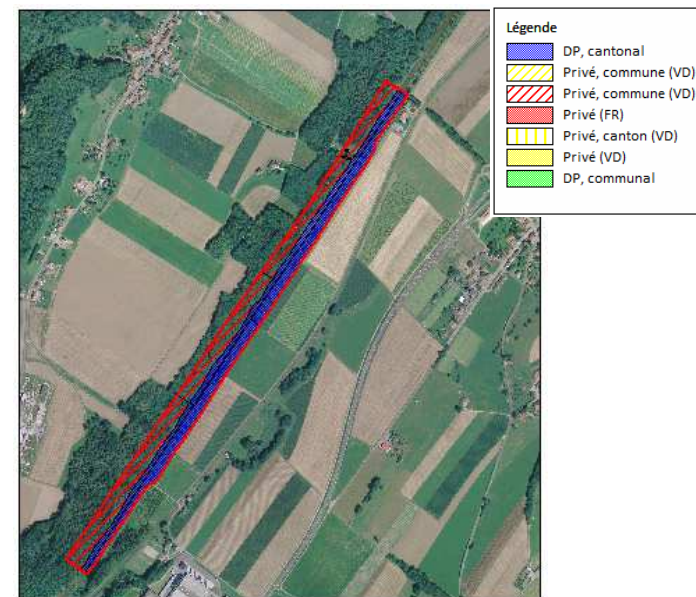 Légende
DP, cantonal
Privé, commune (VD)
Privé, commune (VD)
Privé (FR)
Privé, canton (VD)
Privé (VD)
DP, communal